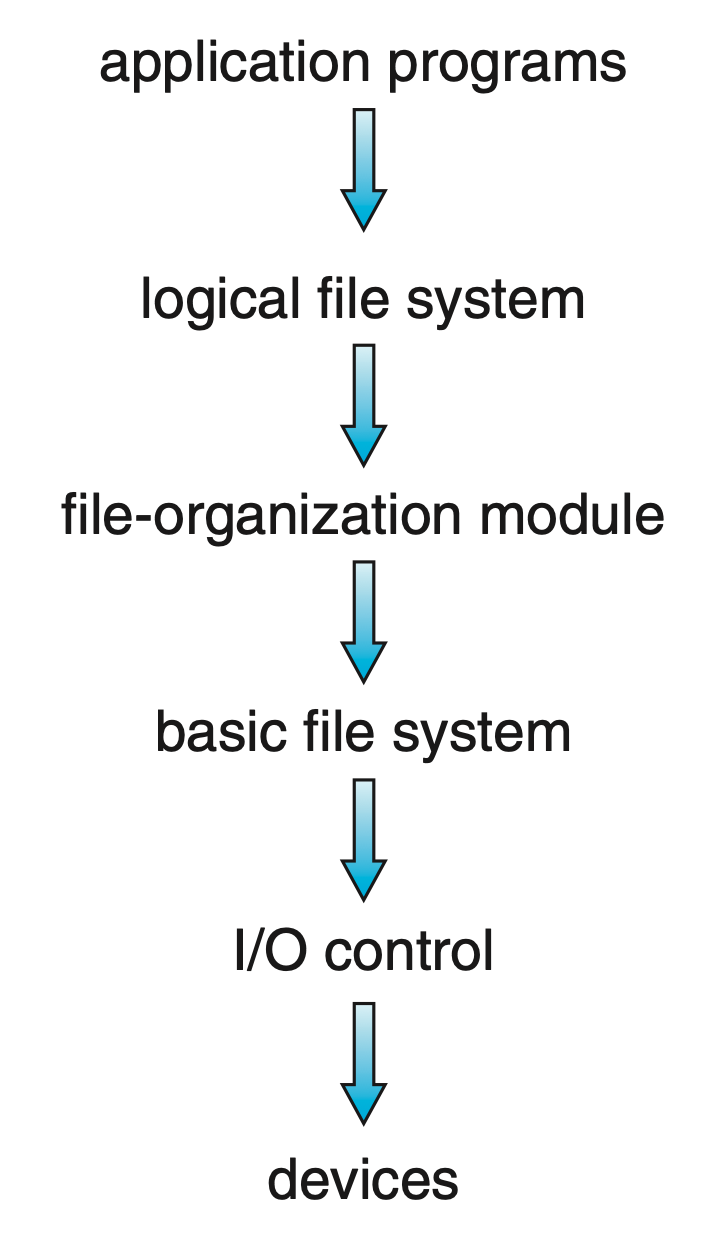 application programs
logical file system
file-organization module
basic file system
I/O control
devices